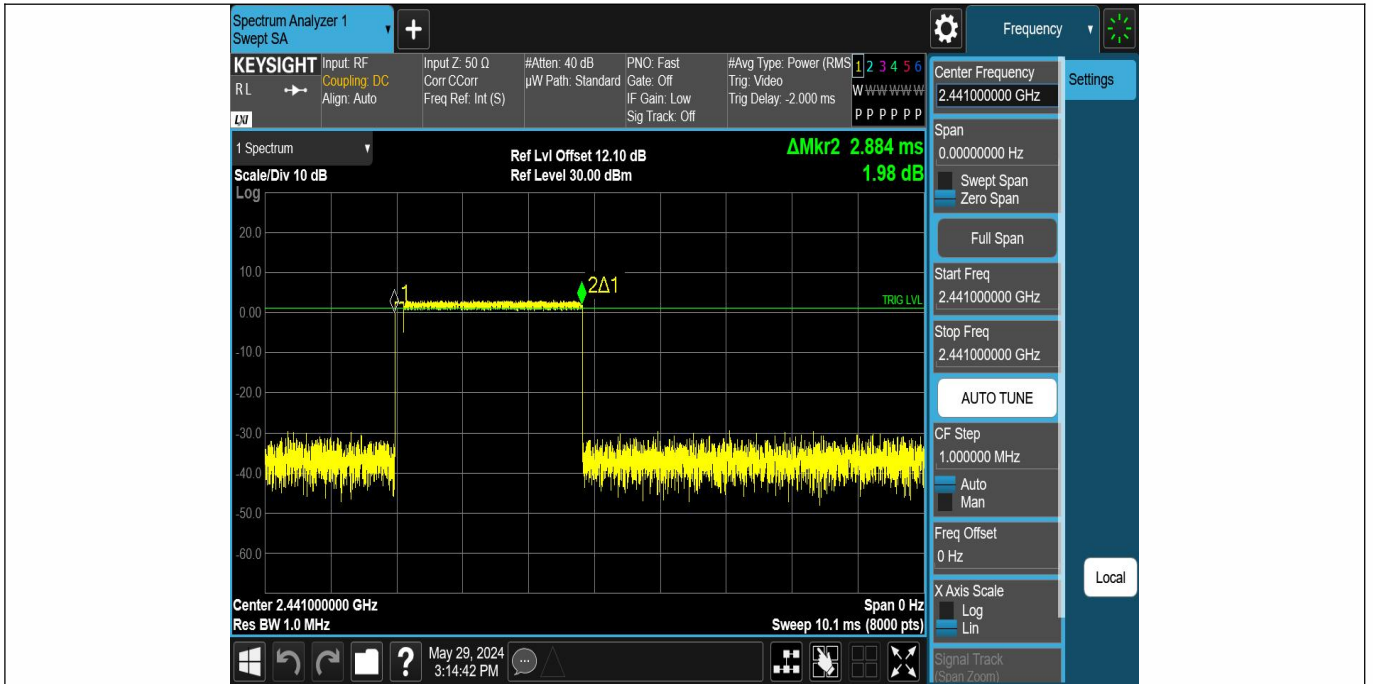 Spectrum Analyzer 1
Swept SA
+
Frequency
KEYSIGHT
R L
LXI
Input: RF
Coupling: DC
Align: Auto
Input Z: 50 Ω
Corr CCorr
Freq Ref: Int (S)
#Atten: 40 dB
µW Path: Standard
PNO: Fast
Gate: Off
IF Gain: Low
Sig Track: Off
#Avg Type: Power (RMS
Trig: Video
Trig Delay: -2.000 ms
1 2 3 4 5 6
W W W W W W
P P P P P P
1 Spectrum
Scale/Div 10 dB
Log
Ref Lvl Offset 12.10 dB
Ref Level 30.00 dBm
ΔMkr2 2.884 ms
1.98 dB
20.0
10.0
0.00
-10.0
-20.0
-30.0
-40.0
-50.0
-60.0
1
2Δ1
TRIG LVL
Center 2.441000000 GHz
Res BW 1.0 MHz
Span 0 Hz
Sweep 10.1 ms (8000 pts)
?
May 29, 2024
3:14:42 PM
Center Frequency
2.441000000 GHz
Settings
Span
0.00000000 Hz
Swept Span
Zero Span
Full Span
Start Freq
2.441000000 GHz
Stop Freq
2.441000000 GHz
AUTO TUNE
CF Step
1.000000 MHz
Auto
Man
Freq Offset
0 Hz
X Axis Scale
Log
Lin
Local
Signal Track
(Span Zoom)